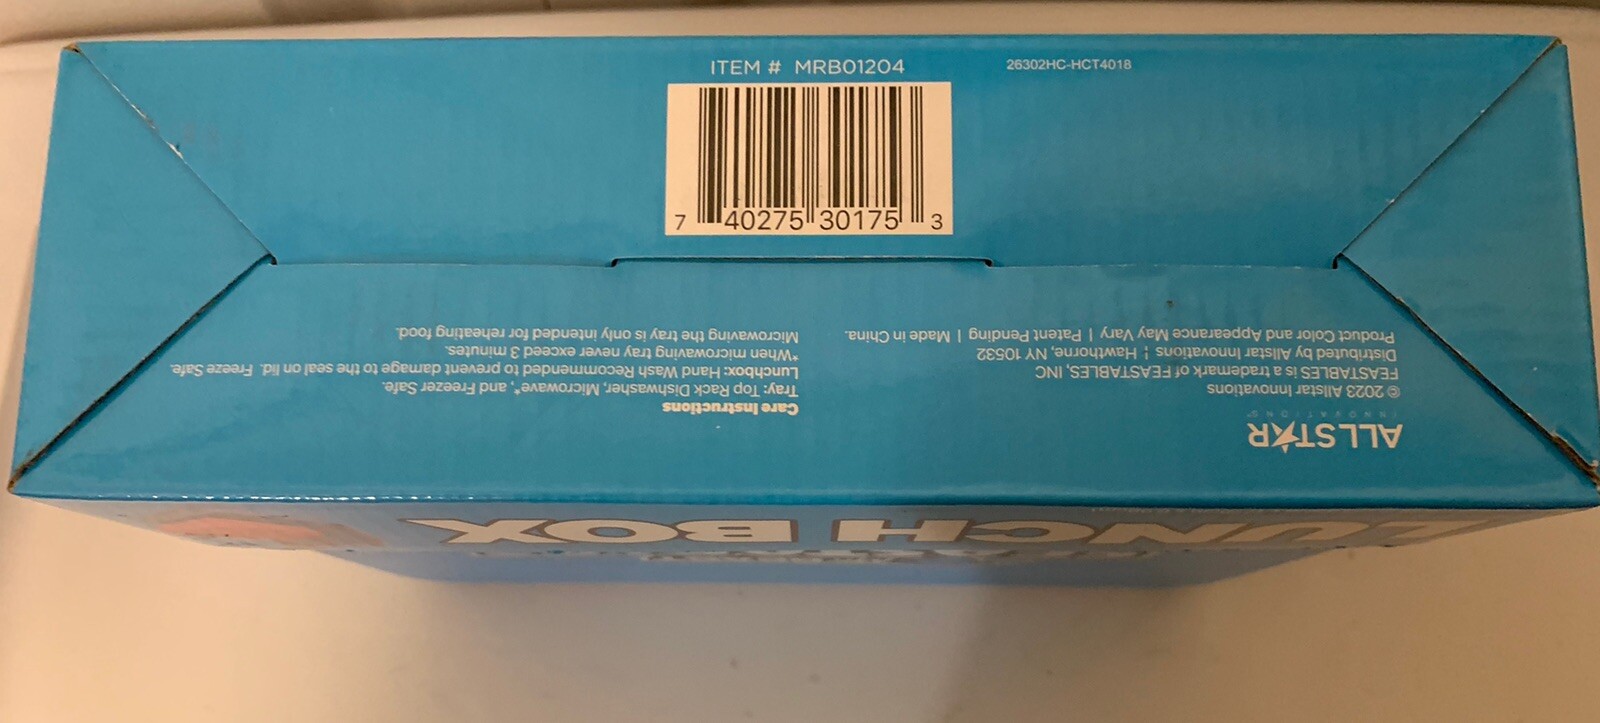 ITEM # MRB01204
26302HC-HCT4018
7 40275 30175 3
ALLSTAR
INNOVATIONS
© 2023 Allstar Innovations
FEASTABLES is a trademark of FEASTABLES, INC
Distributed by Allstar Innovations | Hawthorne, NY 10532
Product Color and Appearance May Vary | Patent Pending | Made in China.
Care Instructions
Tray: Top Rack Dishwasher, Microwave*, and Freezer Safe.
Lunchbox: Hand Wash Recommended to prevent damage to the seal on lid. Freeze Safe.
*When microwaving tray never exceed 3 minutes.
Microwaving the tray is only intended for reheating food.
LUNCH BOX